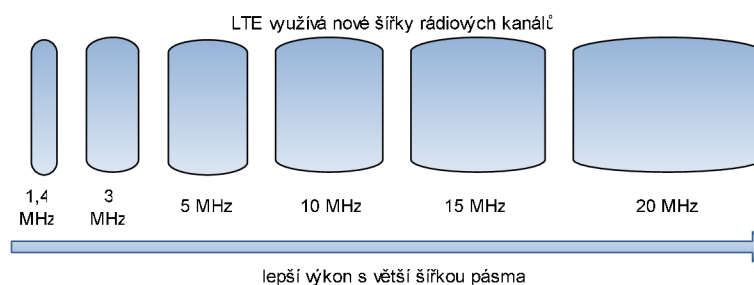 LTE využívá nové šířky rádiových kanálů
1,4
MHz
3
MHz
5 MHz
10 MHz
15 MHz
20 MHz
lepší výkon s větší šířkou pásma